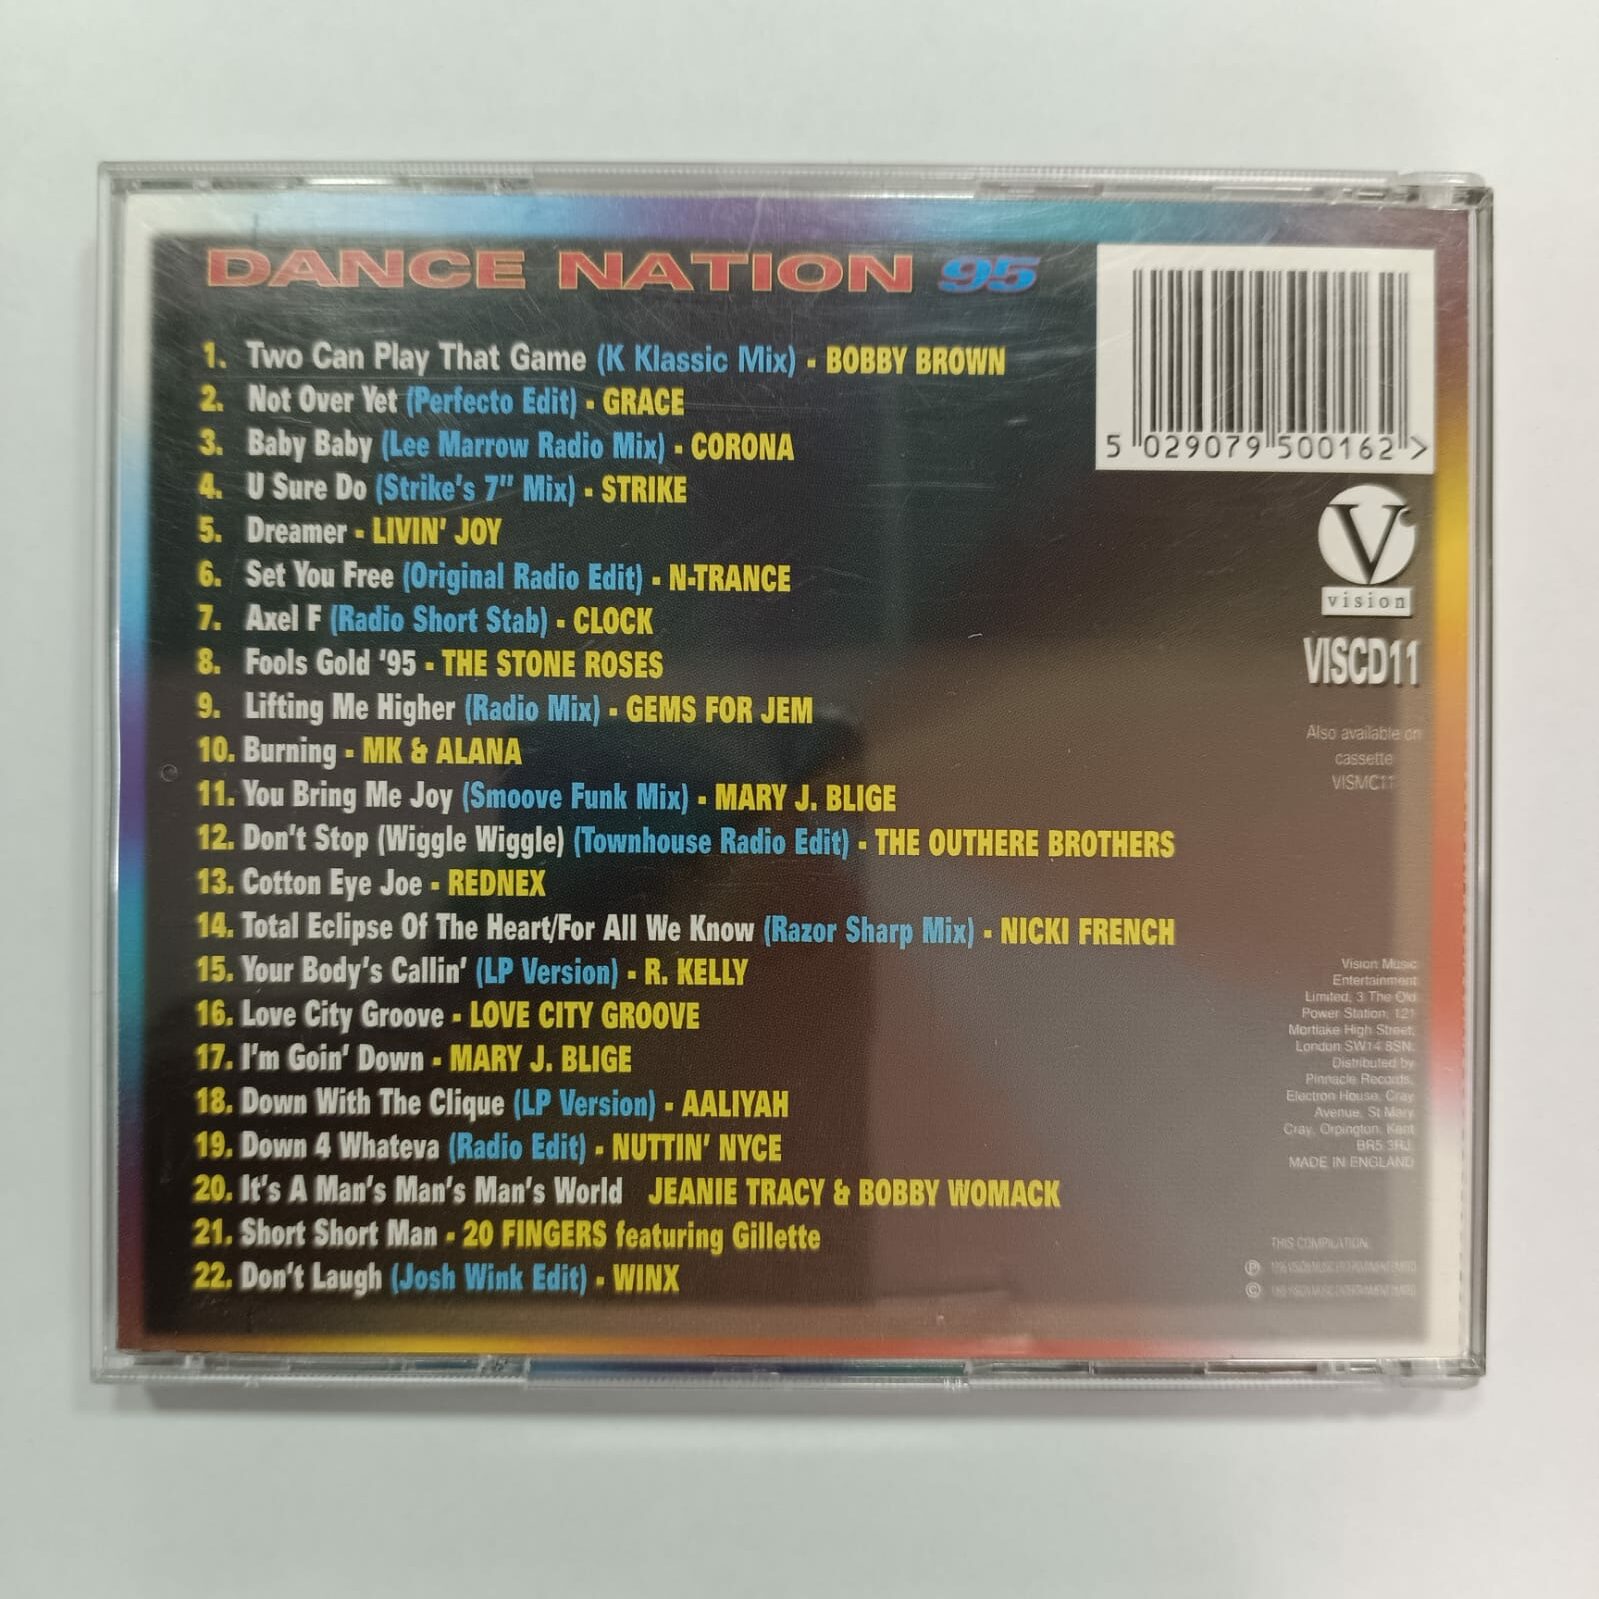 DANCE NATION 95
1. Two Can Play That Game (K Klassic Mix) - BOBBY BROWN
2. Not Over Yet (Perfecto Edit) - GRACE
3. Baby Baby (Lee Marrow Radio Mix) - CORONA
4. U Sure Do (Strike's 7" Mix) - STRIKE
5. Dreamer - LIVIN' JOY
6. Set You Free (Original Radio Edit) - N-TRANCE
7. Axel F (Radio Short Stab) - CLOCK
8. Fools Gold '95 - THE STONE ROSES
9. Lifting Me Higher (Radio Mix) - GEMS FOR JEM
10. Burning - MK & ALANA
11. You Bring Me Joy (Smoove Funk Mix) - MARY J. BLIGE
12. Don't Stop (Wiggle Wiggle) (Townhouse Radio Edit) - THE OUTHERE BROTHERS
13. Cotton Eye Joe - REDNEX
14. Total Eclipse Of The Heart/For All We Know (Razor Sharp Mix) - NICKI FRENCH
15. Your Body's Callin' (LP Version) - R. KELLY
16. Love City Groove - LOVE CITY GROOVE
17. I'm Goin' Down - MARY J. BLIGE
18. Down With The Clique (LP Version) - AALIYAH
19. Down 4 Whateva (Radio Edit) - NUTTIN' NYCE
20. It's A Man's Man's Man's World JEANIE TRACY & BOBBY WOMACK
21. Short Short Man - 20 FINGERS featuring Gillette
22. Don't Laugh (Josh Wink Edit) - WINX
5 029079 500162 >
V
vision
VISCD11
Also available on
cassette
VISMC11
Vision Music
Entertainment
Limited, 3 The Old
Power Station, 121
Mortlake High Street,
London SW14 8SN.
Distributed by
Pinnacle Records,
Electron House, Cray
Avenue, St Mary
Cray, Orpington, Kent
BR5 3RJ.
MADE IN ENGLAND
THIS COMPILATION:
℗ VISION MUSIC ENTERTAINMENT LIMITED
© VISION MUSIC ENTERTAINMENT LIMITED